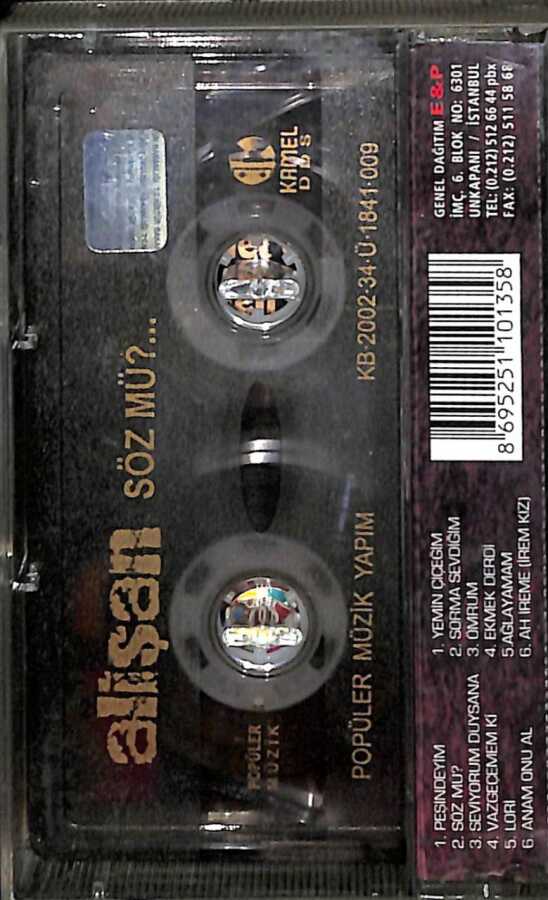 alişan SÖZ MÜ?...
POPÜLER
MÜZİK
KAMEL
DDS
POPÜLER MÜZİK YAPIM
KB·2002·34·Ü·1841·009
1. PEŞİNDEYİM
2. SÖZ MÜ?
3. SEVİYORUM DUYSANA
4. VAZGEÇEMEM Kİ
5. LORİ
6. ANAM ONU AL
1. YEMİN ÇİÇEĞİM
2. SORMA SEVDİĞİM
3. ÖMRÜM
4. EKMEK DERDİ
5.AĞLAYAMAM
6. AH İREME (İREM KIZ)
8 695251 101358
GENEL DAĞITIM E&P
İMÇ, 6. BLOK NO: 6301
UNKAPANI / İSTANBUL
TEL: (0.212) 512 66 44 pbx
FAX: (0.212) 511 58 68